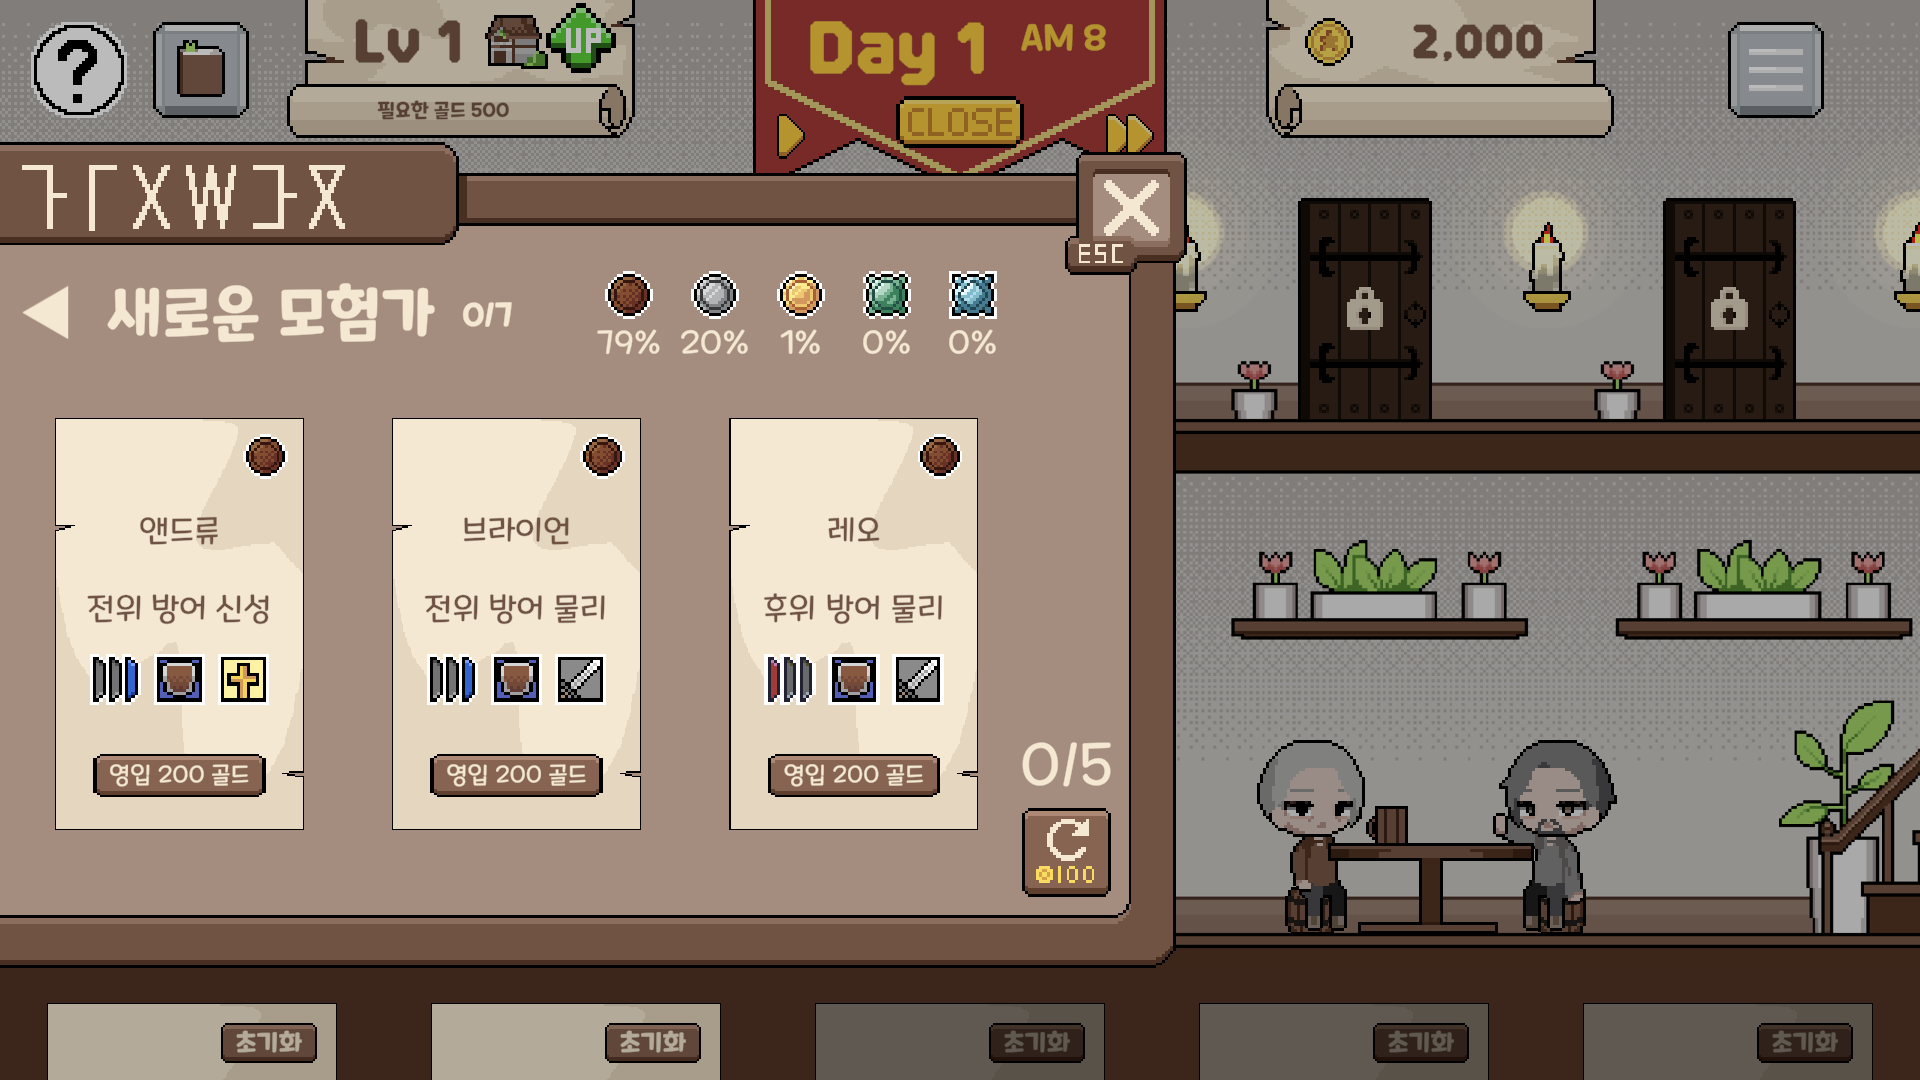 Lv 1
UP
필요한 골드 500
Day 1 AM 8
CLOSE
2,000
ESC
새로운 모험가 0/7
79% 20% 1% 0% 0%
앤드류
전위 방어 신성
영입 200 골드
브라이언
전위 방어 물리
영입 200 골드
레오
후위 방어 물리
영입 200 골드
0/5
100
초기화
초기화
초기화
초기화
초기화